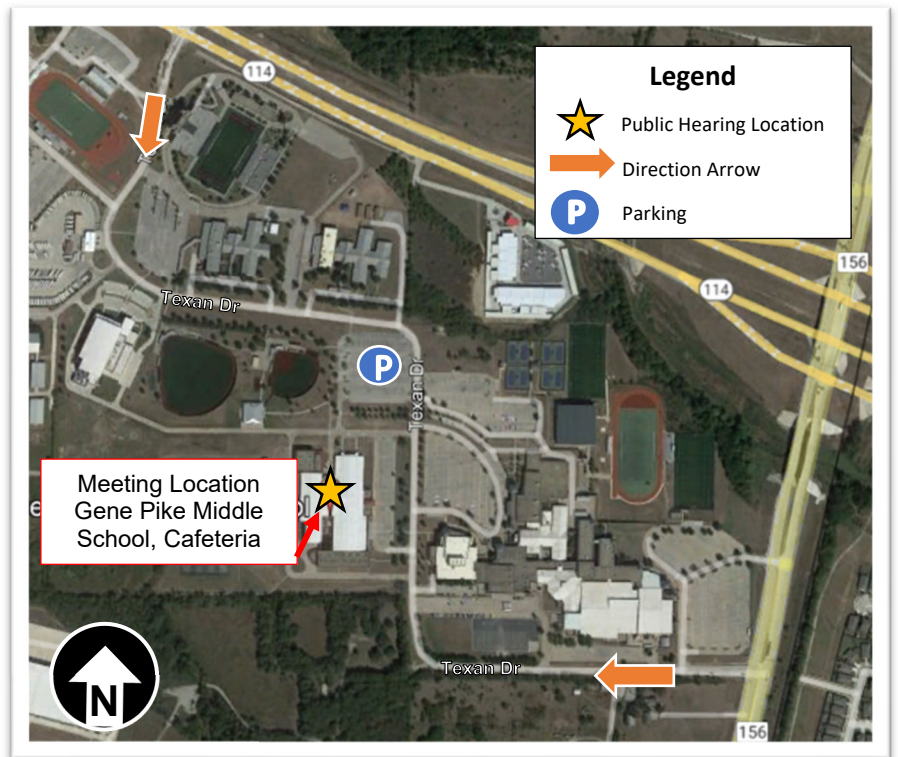 114
Legend
Public Hearing Location
Direction Arrow
P
Parking
156
114
Texan Dr
P
Texan Dr
Meeting Location
Gene Pike Middle
School, Cafeteria
Texan Dr
N
156